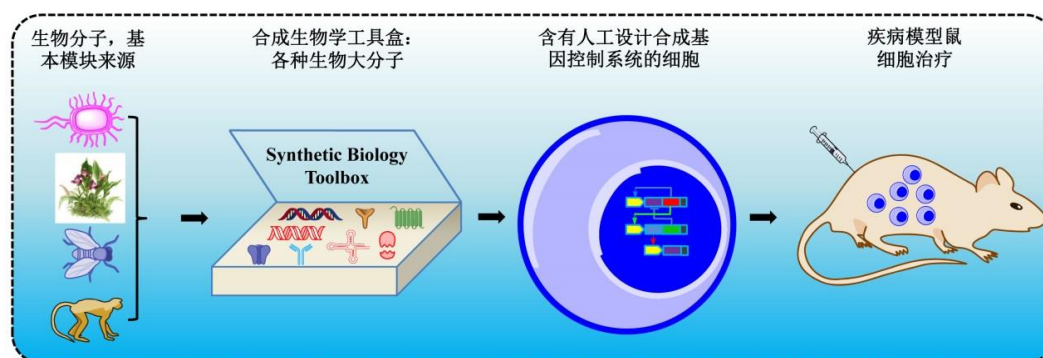 生物分子，基
本模块来源
合成生物学工具盒：
各种生物大分子
含有人工设计合成基
因控制系统的细胞
疾病模型鼠
细胞治疗
Synthetic Biology
Toolbox